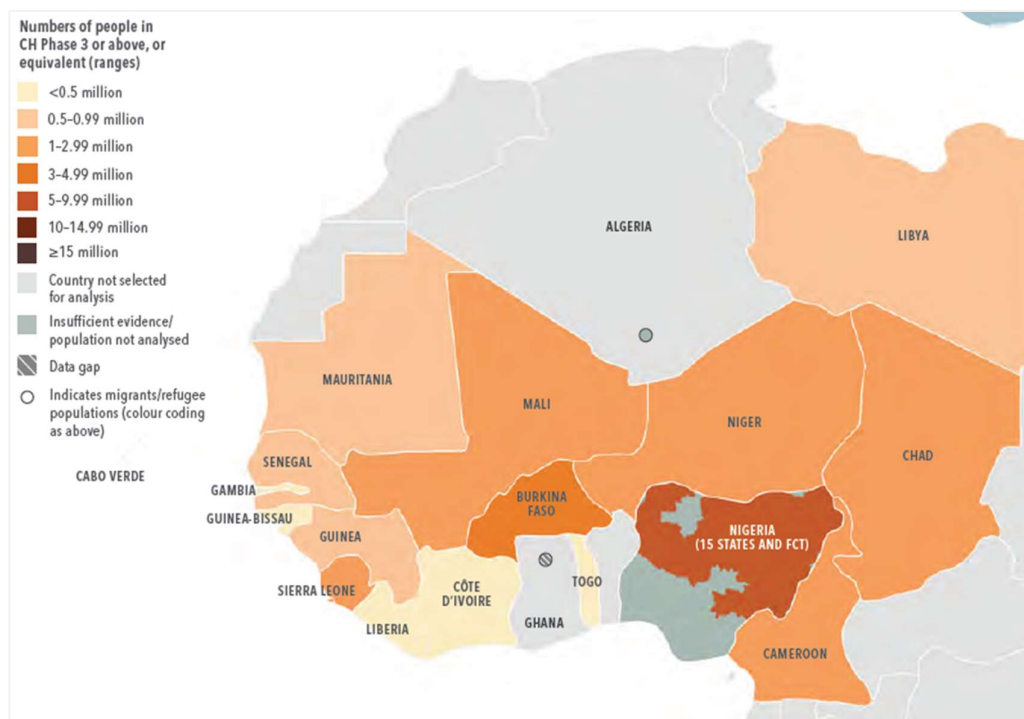 Numbers of people in
CH Phase 3 or above, or
equivalent (ranges)
<0.5 million
0.5–0.99 million
1–2.99 million
3–4.99 million
5–9.99 million
10–14.99 million
≥15 million
Country not selected
for analysis
Insufficient evidence/
population not analysed
Data gap
Indicates migrants/refugee
populations (colour coding
as above)
ALGERIA
LIBYA
MAURITANIA
MALI
NIGER
CHAD
CABO VERDE
SENEGAL
GAMBIA
GUINEA-BISSAU
GUINEA
BURKINA
FASO
NIGERIA
(15 STATES AND FCT)
SIERRA LEONE
CÔTE
D'IVOIRE
TOGO
LIBERIA
GHANA
CAMEROON